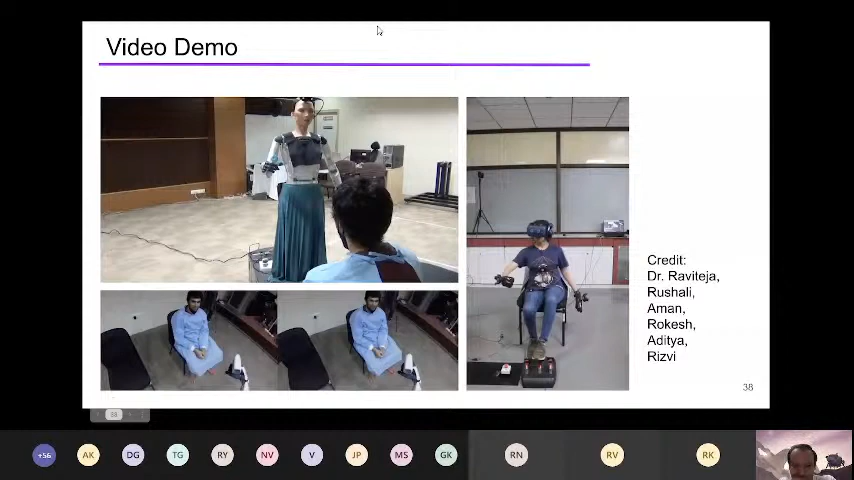 Video Demo
Credit:
Dr. Raviteja,
Rushali,
Aman,
Rokesh,
Aditya,
Rizvi
38
38
+56
AK
DG
TG
RY
NV
V
JP
MS
GK
RN
RV
RK